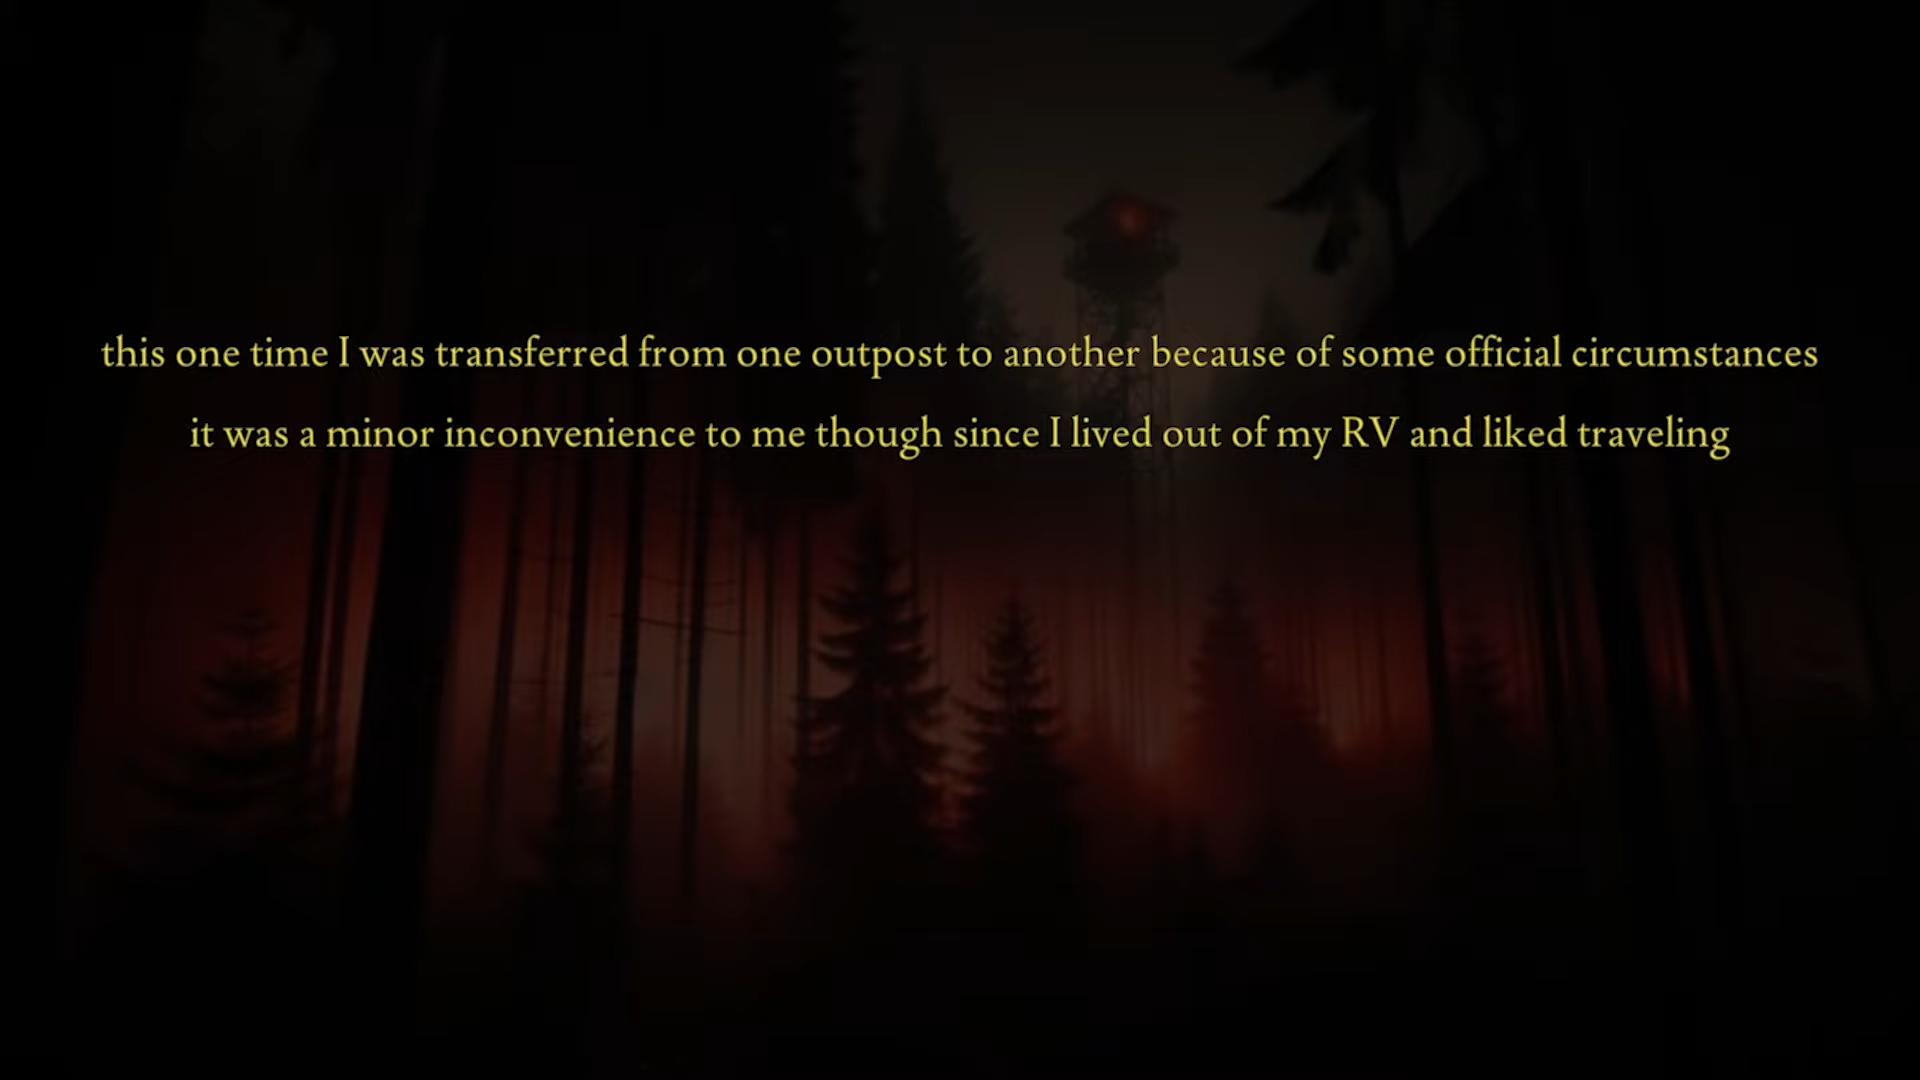 this one time I was transferred from one outpost to another because of some official circumstances
it was a minor inconvenience to me though since I lived out of my RV and liked traveling